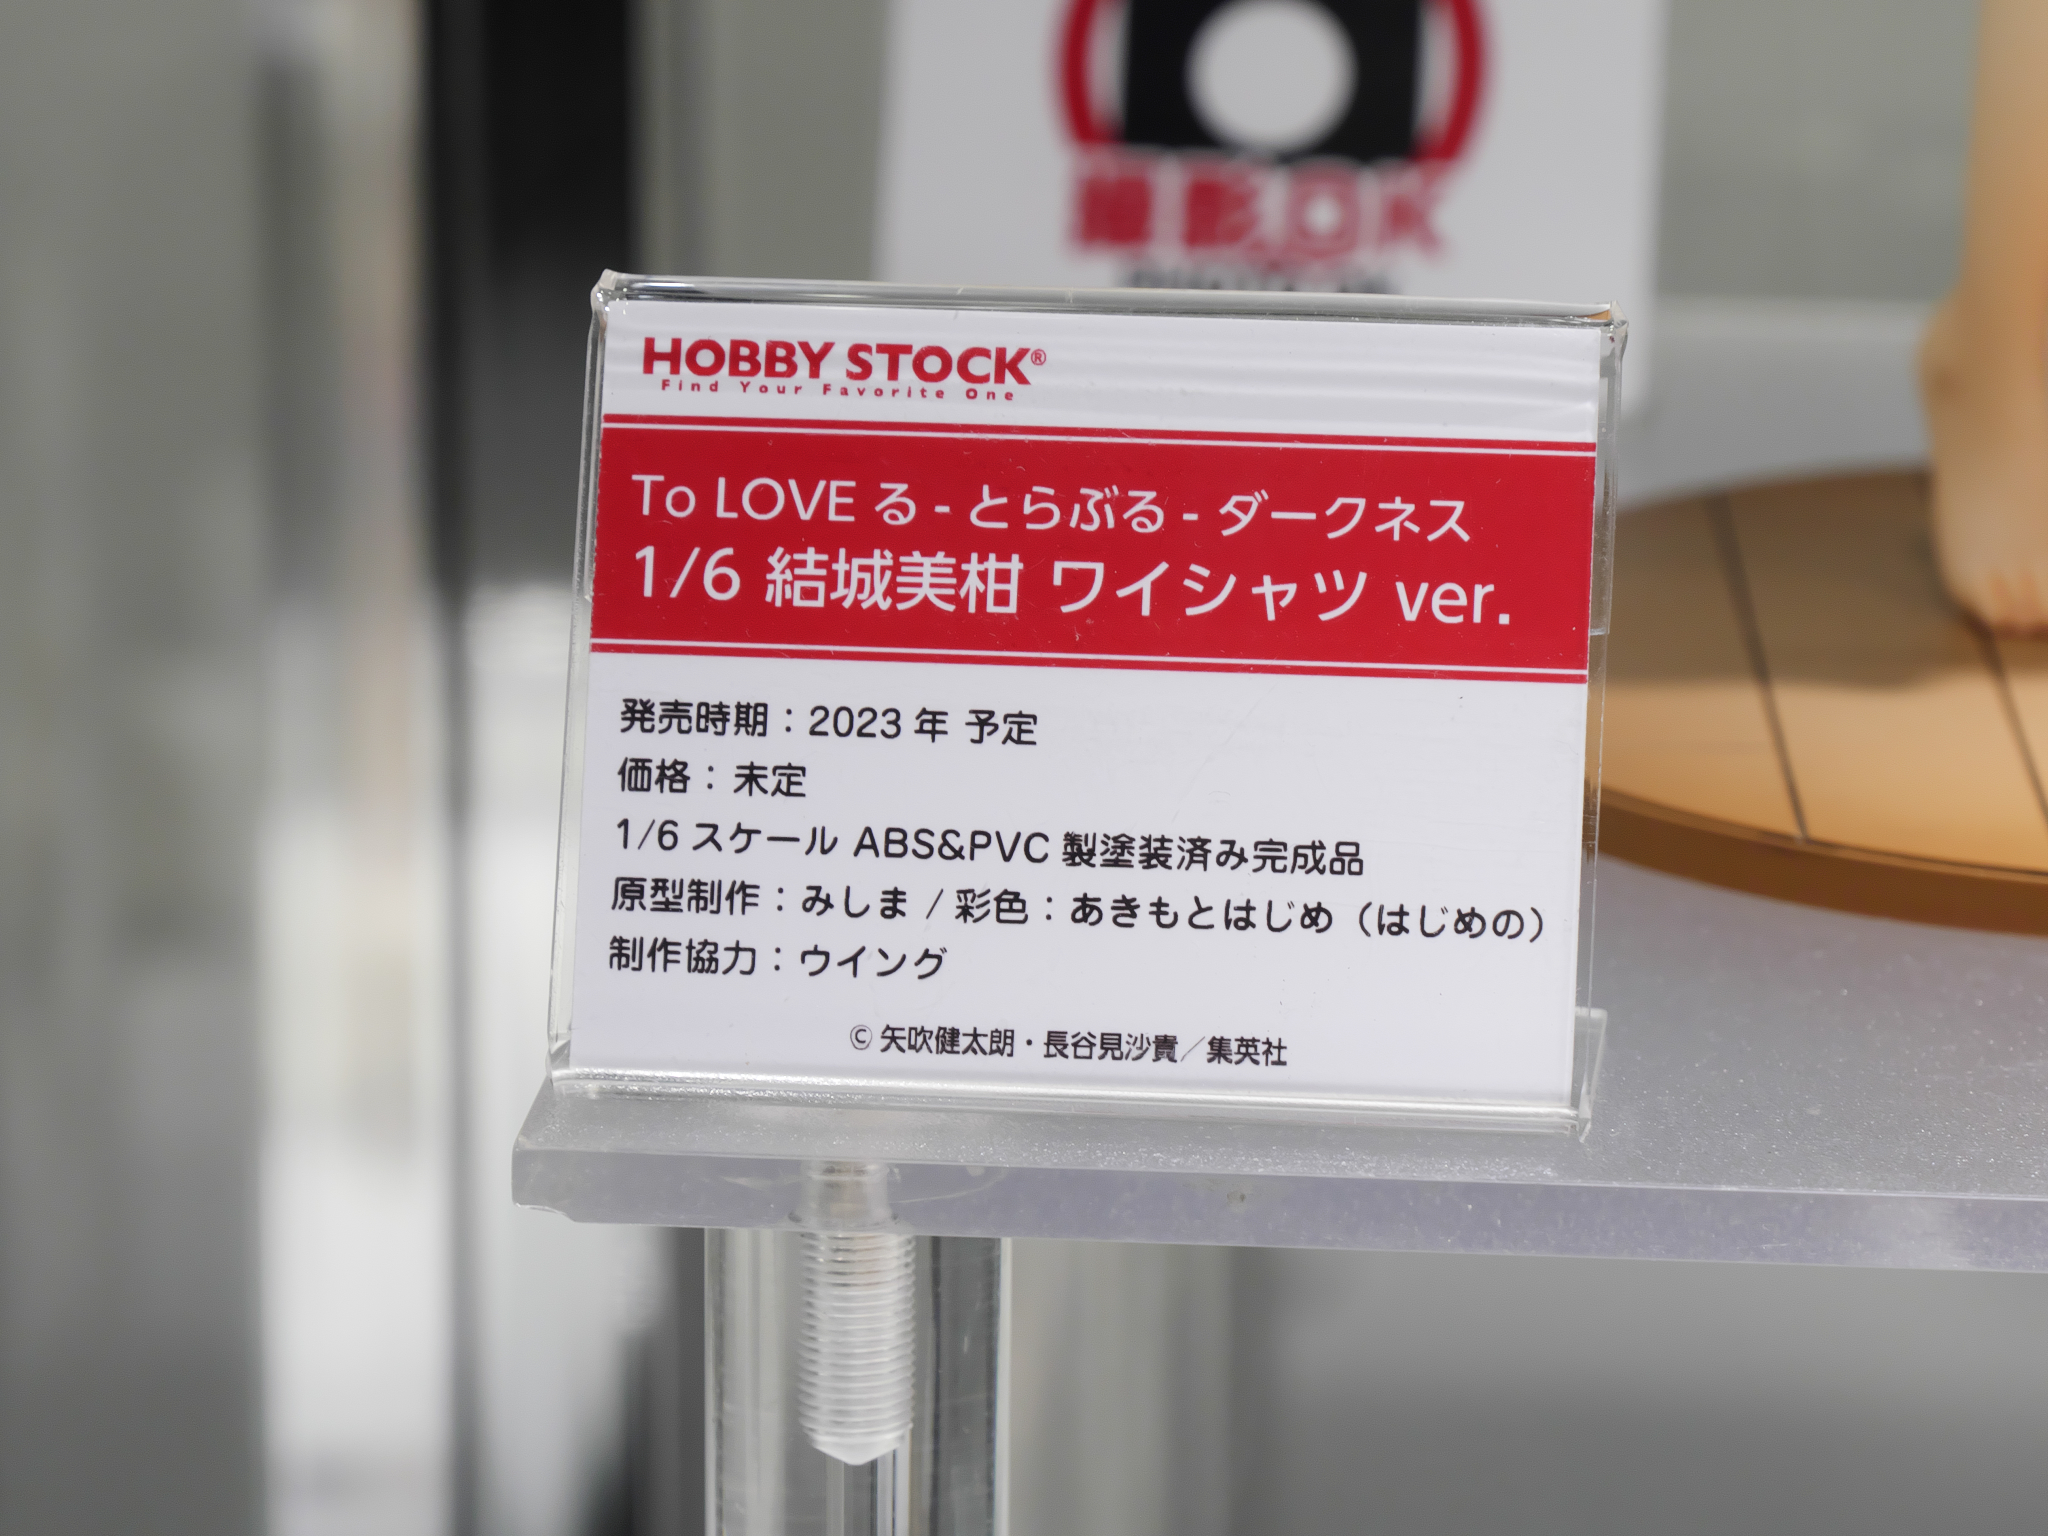 撮影OK
HOBBY STOCK®
Find Your Favorite One
To LOVE る - とらぶる - ダークネス
1/6 結城美柑 ワイシャツ ver.
発売時期：2023 年 予定
価格：未定
1/6 スケール ABS&PVC 製塗装済み完成品
原型制作：みしま / 彩色：あきもとはじめ（はじめの）
制作協力：ウイング
© 矢吹健太朗・長谷見沙貴／集英社